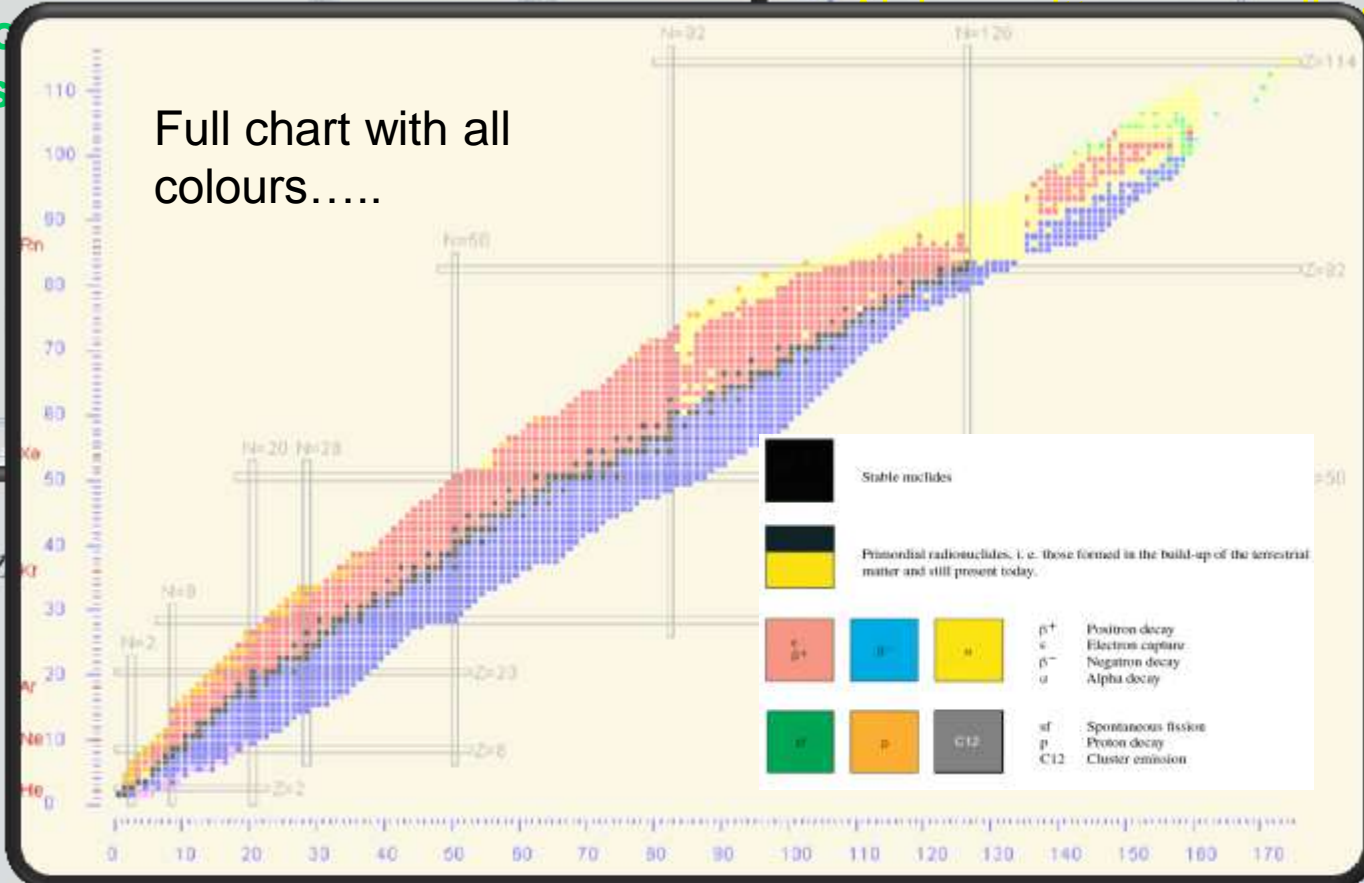 N=82
N=126
Z=114
110
Full chart with all
colours…..
100
90
Rn
N=50
80
Z=82
70
60
N=20 N=28
Xe
50
=50
Stable nuclides
40
Primordial radionuclides, i. e. those formed in the build-up of the terrestrial
matter and still present today.
Kr
N=8
30
N=2
β⁺ Positron decay
ε Electron capture
β⁻ Negatron decay
α Alpha decay
20
Ar
Z=20
Ne
10
Z=8
sf Spontaneous fission
p Proton decay
C12 Cluster emission
p
C12
He
0
Z=2
0 10 20 30 40 50 60 70 80 90 100 110 120 130 140 150 160 170